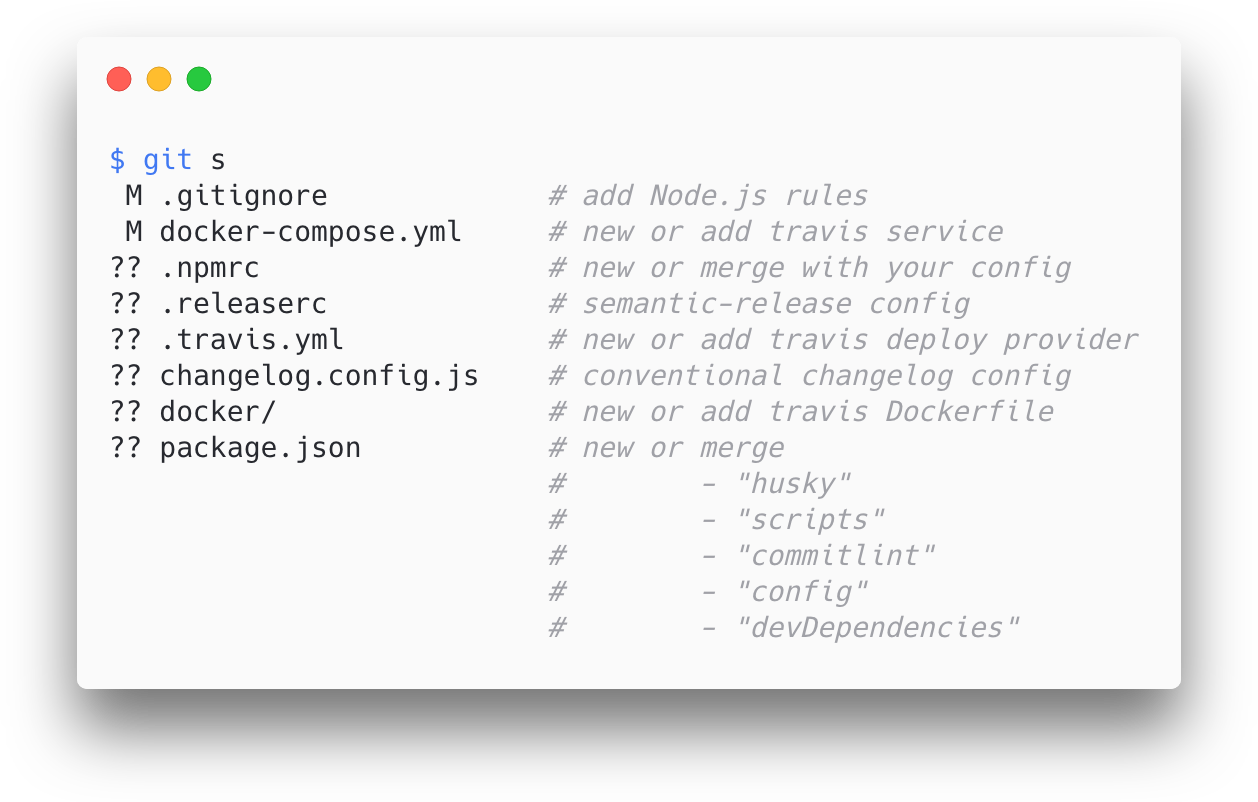 $ git s
 M .gitignore             # add Node.js rules
 M docker-compose.yml     # new or add travis service
?? .npmrc                 # new or merge with your config
?? .releaserc             # semantic-release config
?? .travis.yml            # new or add travis deploy provider
?? changelog.config.js    # conventional changelog config
?? docker/                # new or add travis Dockerfile
?? package.json           # new or merge
                          #        - "husky"
                          #        - "scripts"
                          #        - "commitlint"
                          #        - "config"
                          #        - "devDependencies"